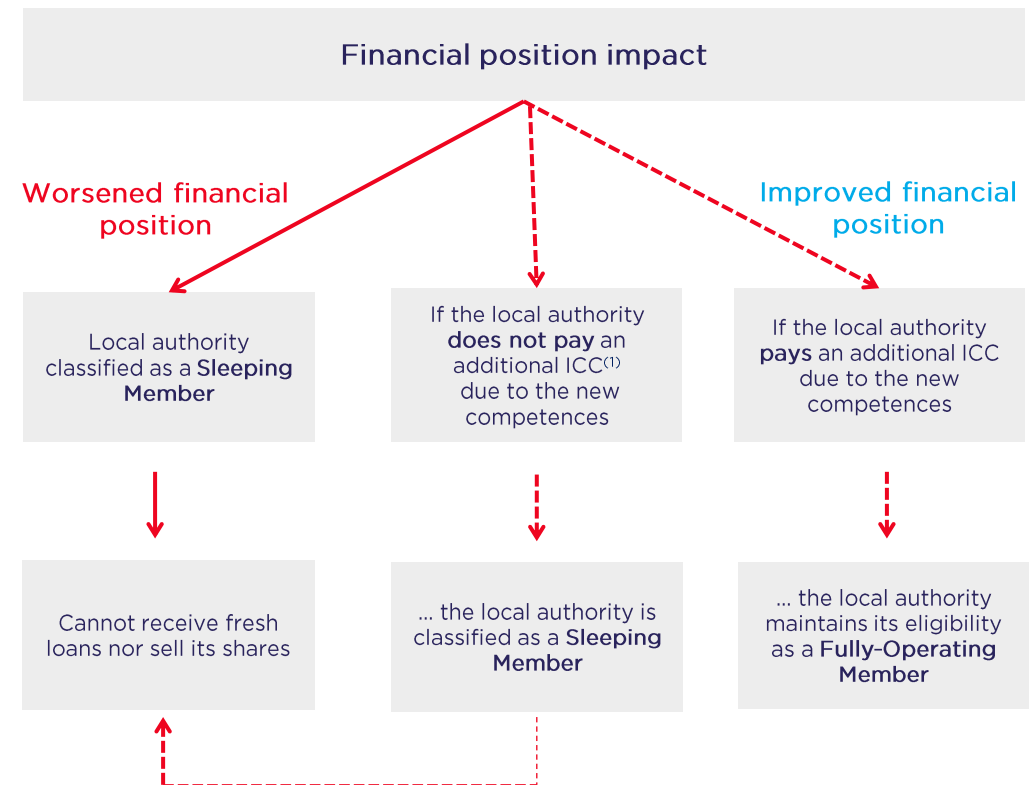 Financial position impact
Worsened financial
position
Improved financial
position
Local authority
classified as a Sleeping
Member
If the local authority
does not pay an
additional ICC(1)
due to the new
competences
If the local authority
pays an additional ICC
due to the new
competences
Cannot receive fresh
loans nor sell its shares
... the local authority is
classified as a Sleeping
Member
... the local authority
maintains its eligibility
as a Fully-Operating
Member